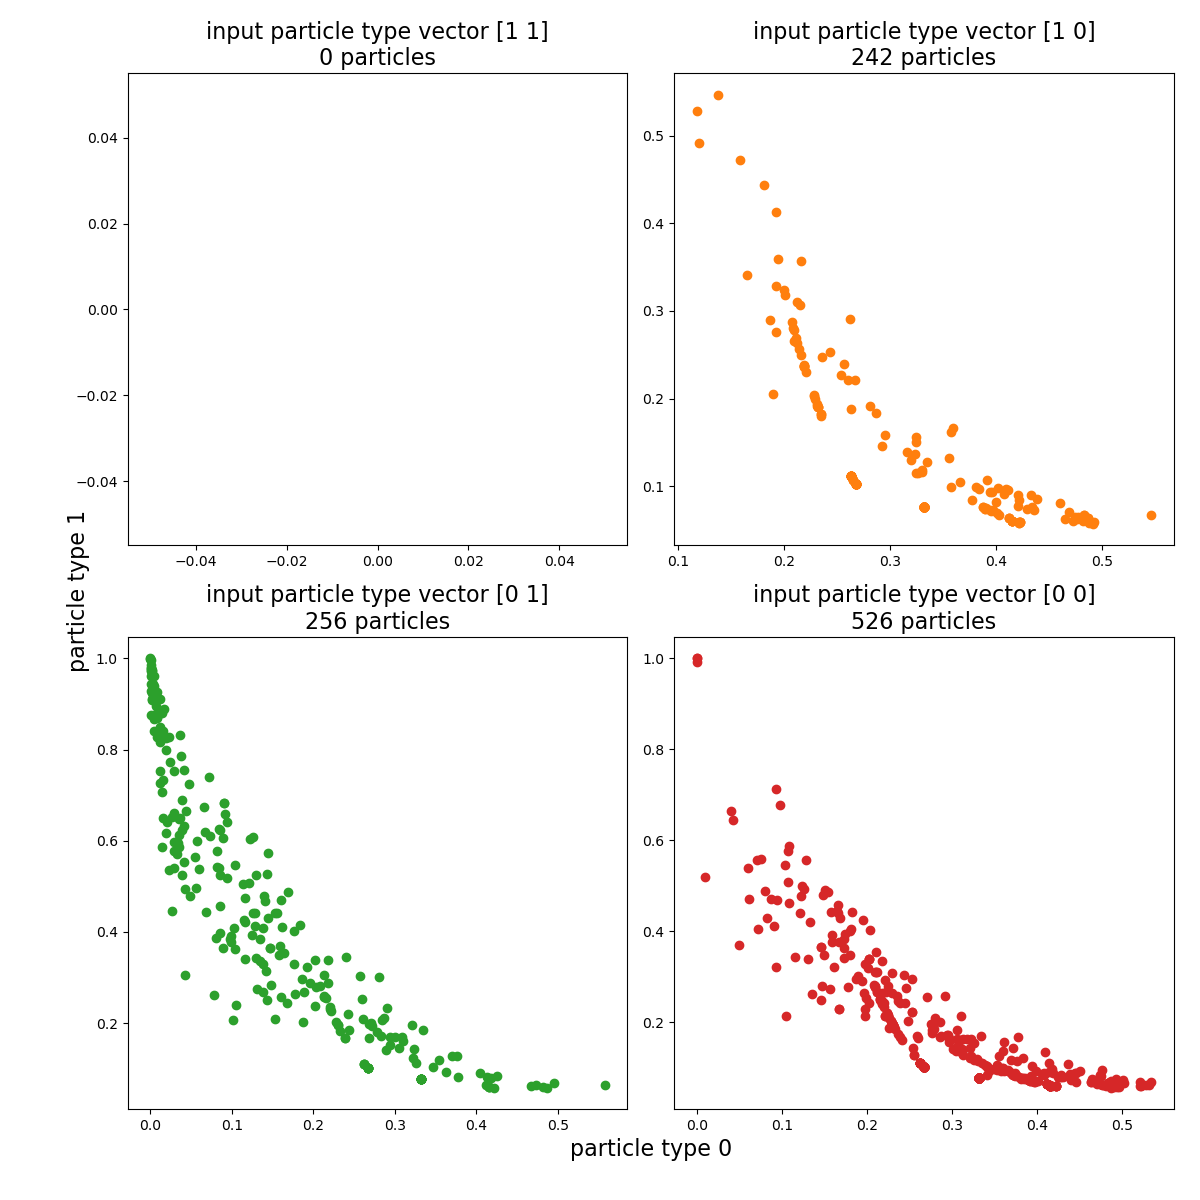 input particle type vector [1 1]
0 particles
input particle type vector [1 0]
242 particles
0.04
0.02
0.00
−0.02
−0.04
−0.04 −0.02 0.00 0.02 0.04
0.5
0.4
0.3
0.2
0.1
0.1 0.2 0.3 0.4 0.5
particle type 1
input particle type vector [0 1]
256 particles
input particle type vector [0 0]
526 particles
1.0
0.8
0.6
0.4
0.2
0.0 0.1 0.2 0.3 0.4 0.5
1.0
0.8
0.6
0.4
0.2
0.0 0.1 0.2 0.3 0.4 0.5
particle type 0